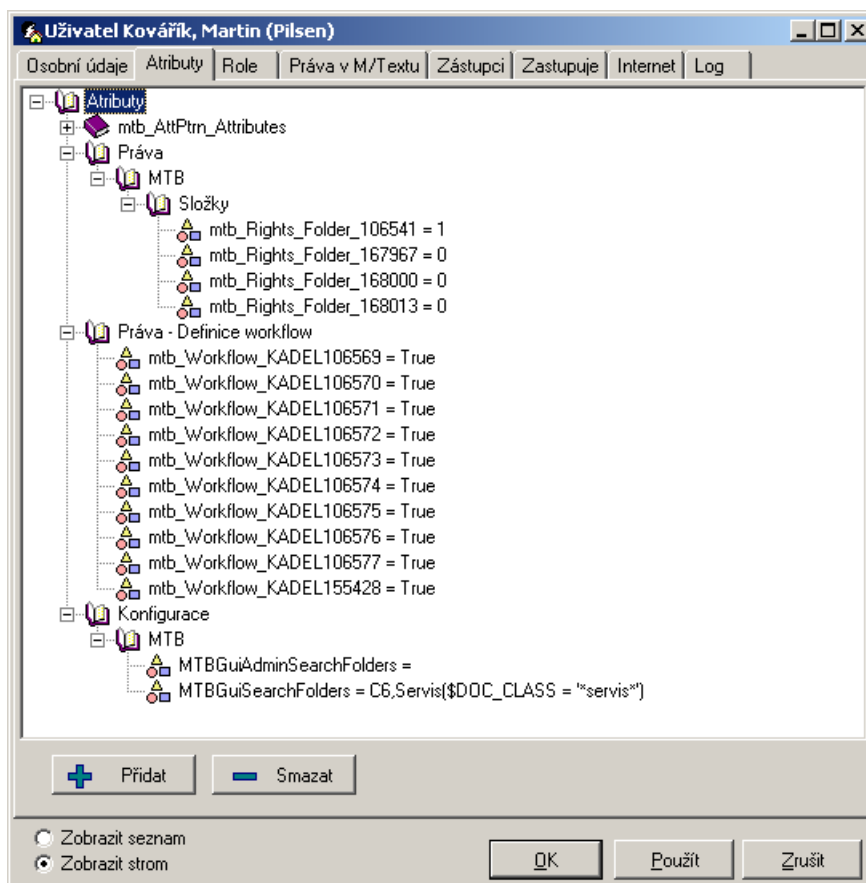 Uživatel Kovářík, Martin (Pilsen)
Osobní údaje Atributy Role Práva v M/Textu Zástupci Zastupuje Internet Log
Atributy
mtb_AttPtrn_Attributes
Práva
MTB
Složky
mtb_Rights_Folder_106541 = 1
mtb_Rights_Folder_167967 = 0
mtb_Rights_Folder_168000 = 0
mtb_Rights_Folder_168013 = 0
Práva - Definice workflow
mtb_Workflow_KADEL106569 = True
mtb_Workflow_KADEL106570 = True
mtb_Workflow_KADEL106571 = True
mtb_Workflow_KADEL106572 = True
mtb_Workflow_KADEL106573 = True
mtb_Workflow_KADEL106574 = True
mtb_Workflow_KADEL106575 = True
mtb_Workflow_KADEL106576 = True
mtb_Workflow_KADEL106577 = True
mtb_Workflow_KADEL155428 = True
Konfigurace
MTB
MTBGuiAdminSearchFolders =
MTBGuiSearchFolders = C6,Servis($DOC_CLASS = '*servis*')
Přidat Smazat
Zobrazit seznam
Zobrazit strom
OK Použít Zrušit